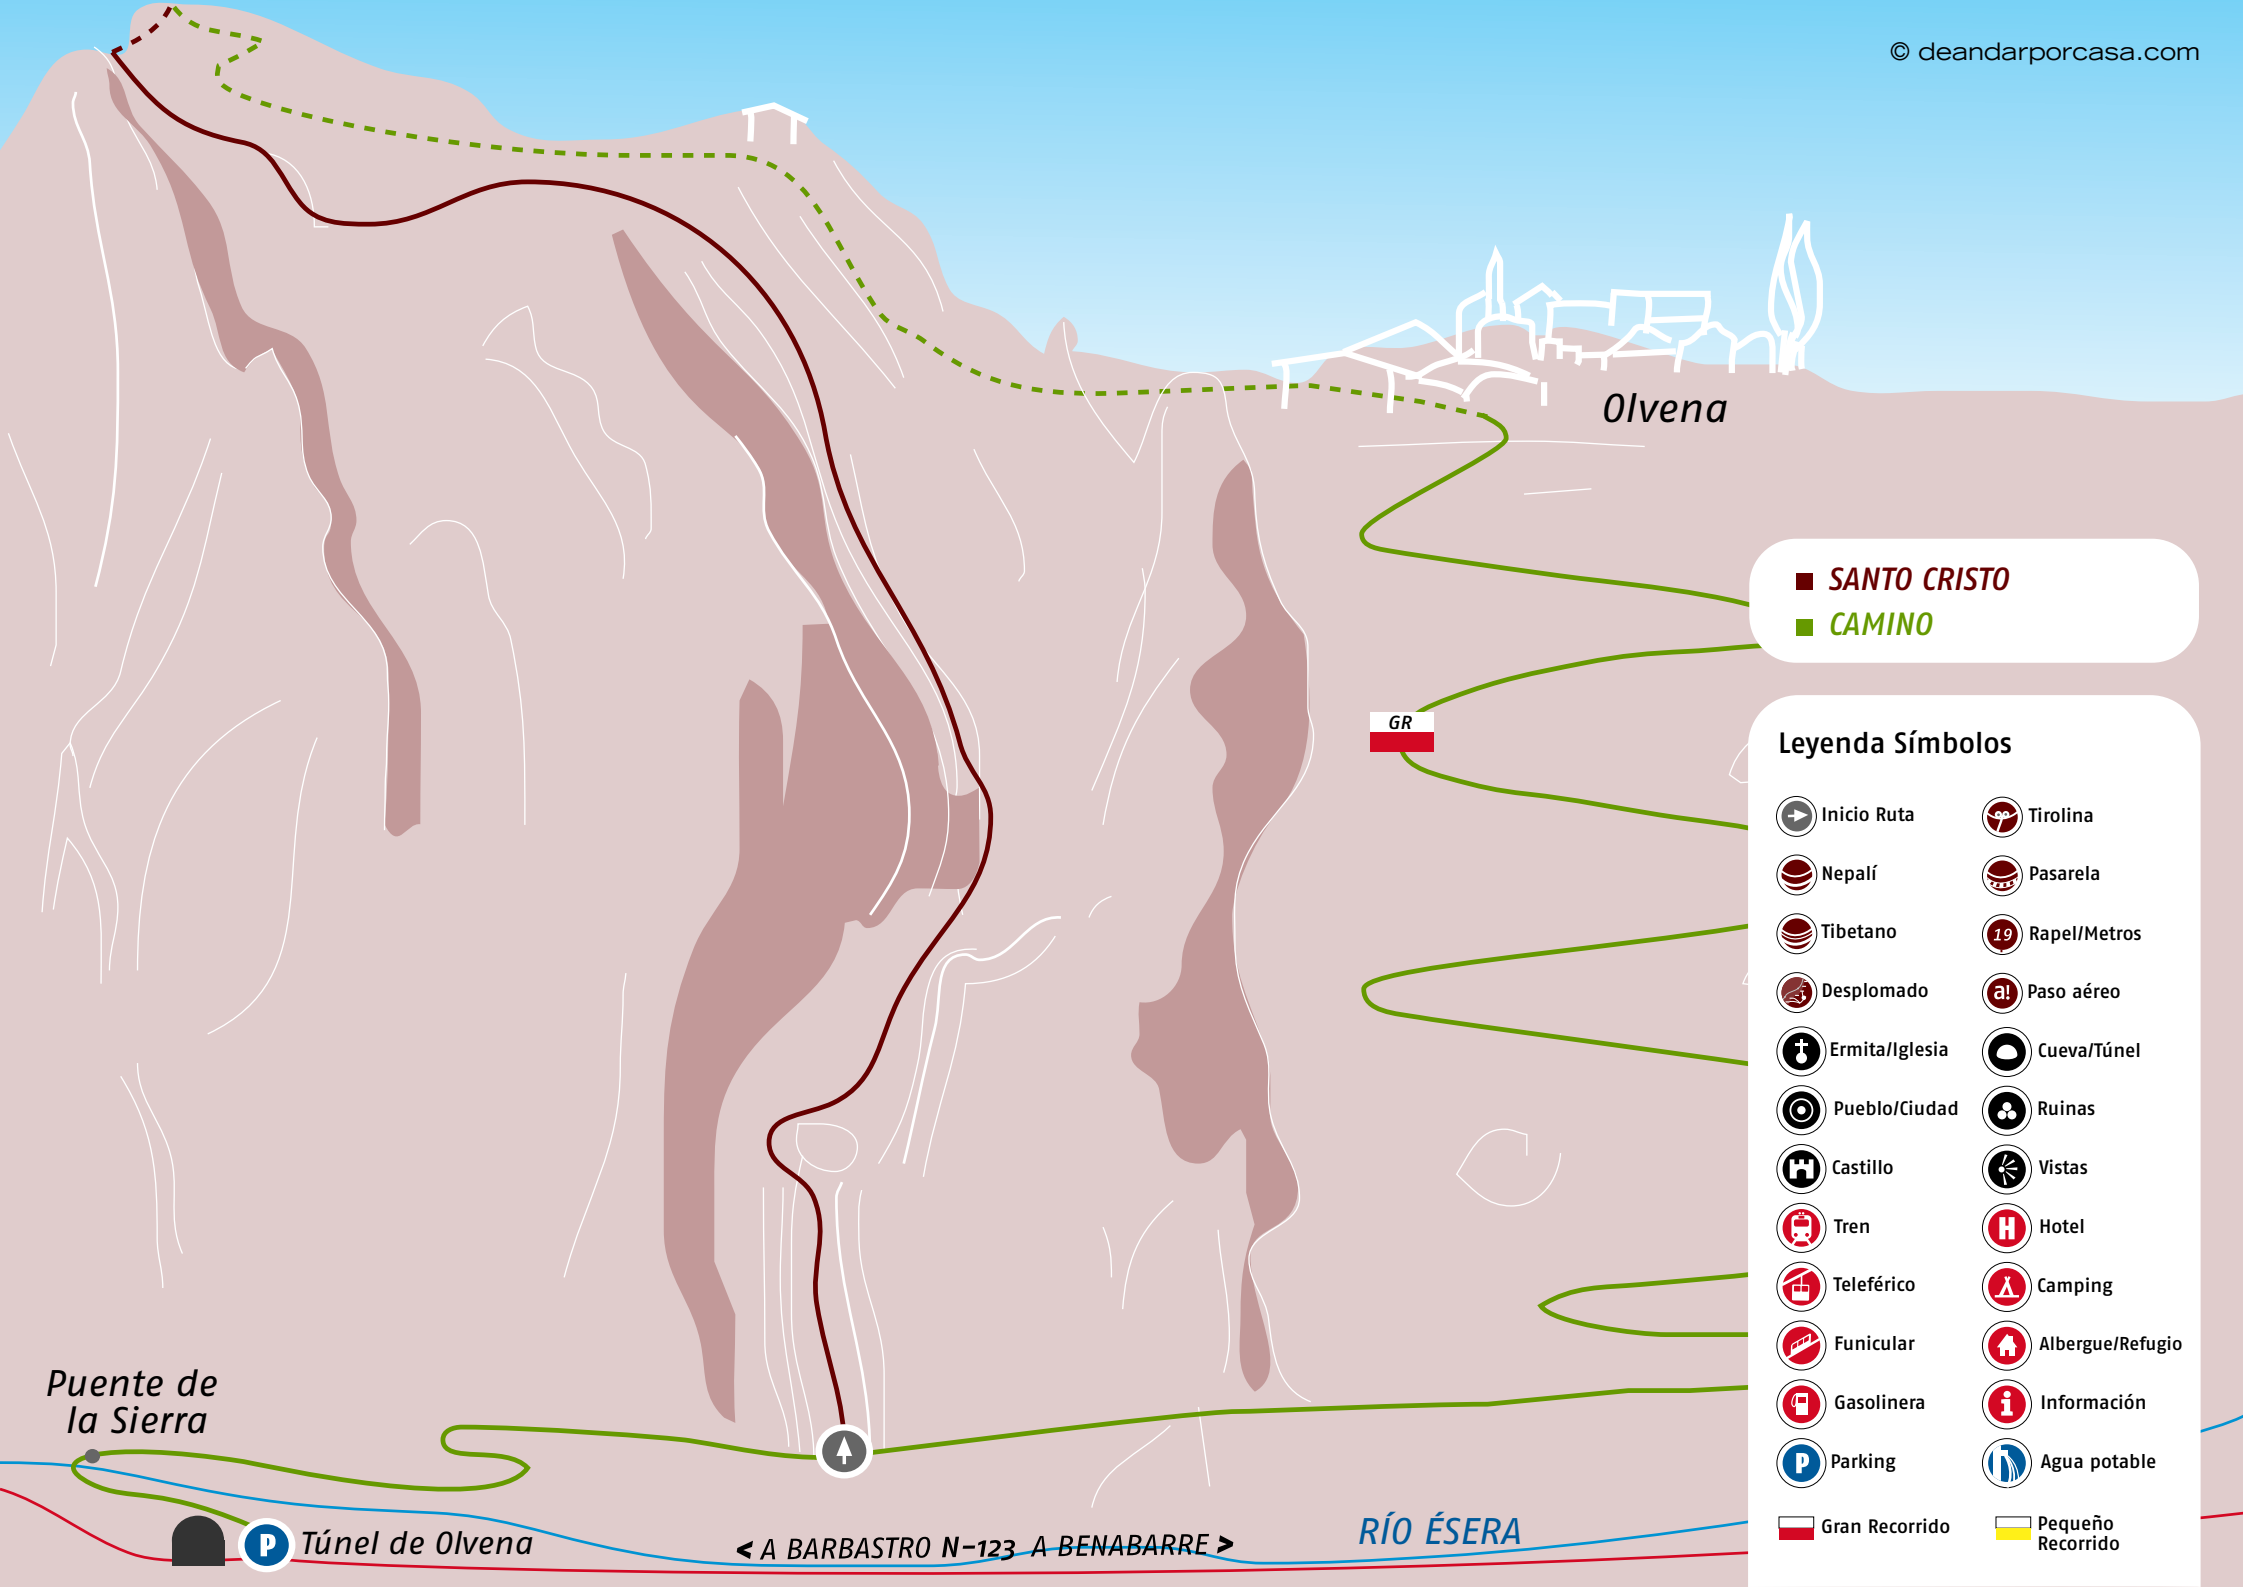 © deandarporcasa.com
Olvena
SANTO CRISTO
CAMINO
GR
Leyenda Símbolos
Inicio Ruta
Tirolina
Nepalí
Pasarela
Tibetano
19
Rapel/Metros
Desplomado
a!
Paso aéreo
Ermita/Iglesia
Cueva/Túnel
Pueblo/Ciudad
Ruinas
Castillo
Vistas
Tren
H
Hotel
Teleférico
Camping
Funicular
Albergue/Refugio
Gasolinera
i
Información
P
Parking
Agua potable
Gran Recorrido
Pequeño
Recorrido
Puente de
la Sierra
P
Túnel de Olvena
< A BARBASTRO N-123 A BENABARRE >
RÍO ÉSERA